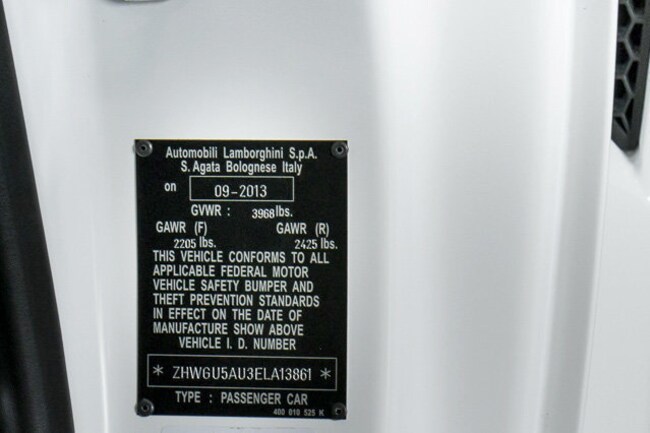 Automobili Lamborghini S.p.A.
S. Agata Bolognese Italy
on 09-2013
GVWR : 3968lbs.
GAWR (F) GAWR (R)
2205 lbs. 2425 lbs.
THIS VEHICLE CONFORMS TO ALL
APPLICABLE FEDERAL MOTOR
VEHICLE SAFETY BUMPER AND
THEFT PREVENTION STANDARDS
IN EFFECT ON THE DATE OF
MANUFACTURE SHOW ABOVE
VEHICLE I. D. NUMBER
* ZHWGU5AU3ELA13861 *
TYPE : PASSENGER CAR
400 010 525 K